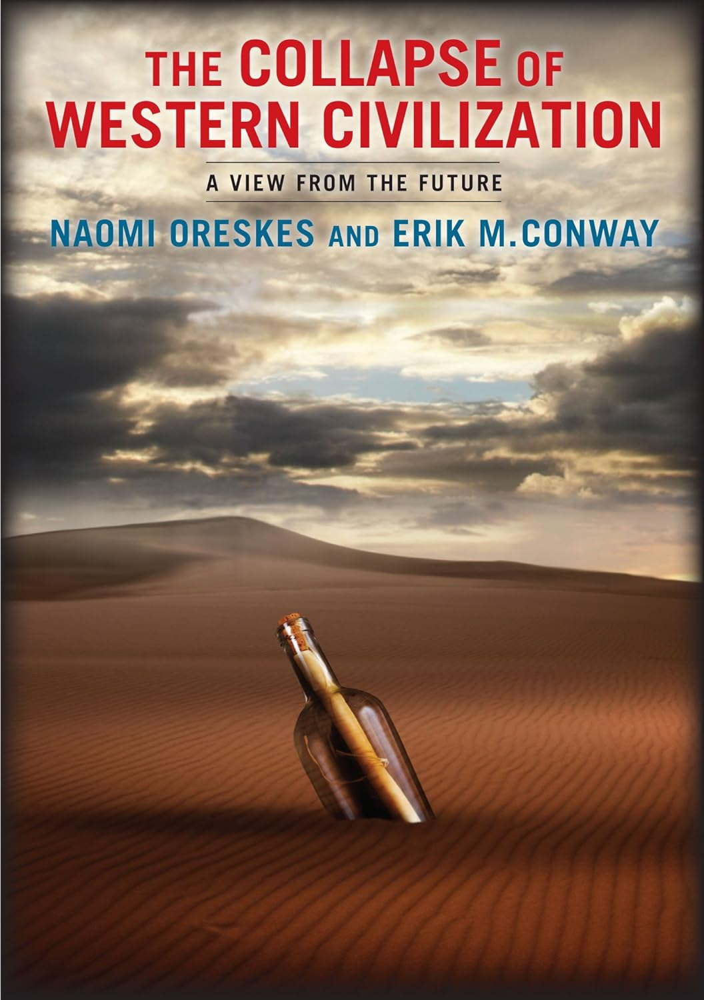 THE COLLAPSE OF
WESTERN CIVILIZATION
A VIEW FROM THE FUTURE
NAOMI ORESKES AND ERIK M. CONWAY